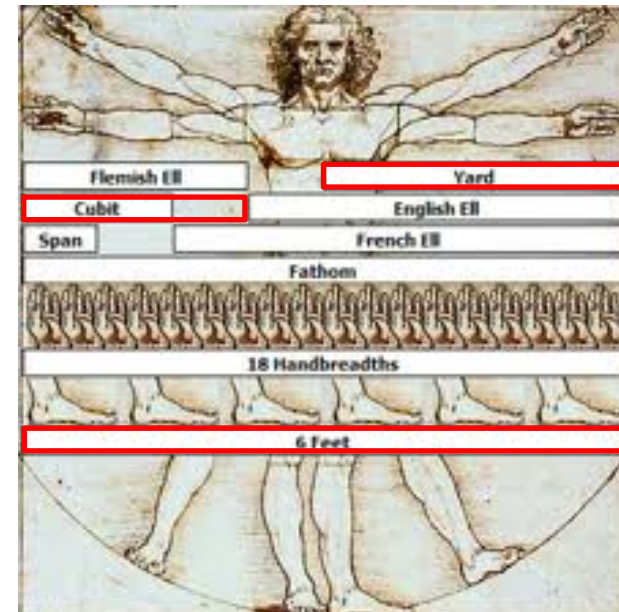 Flemish Ell Yard
Cubit English Ell
Span French Ell
Fathom
18 Handbreadths
6 Feet